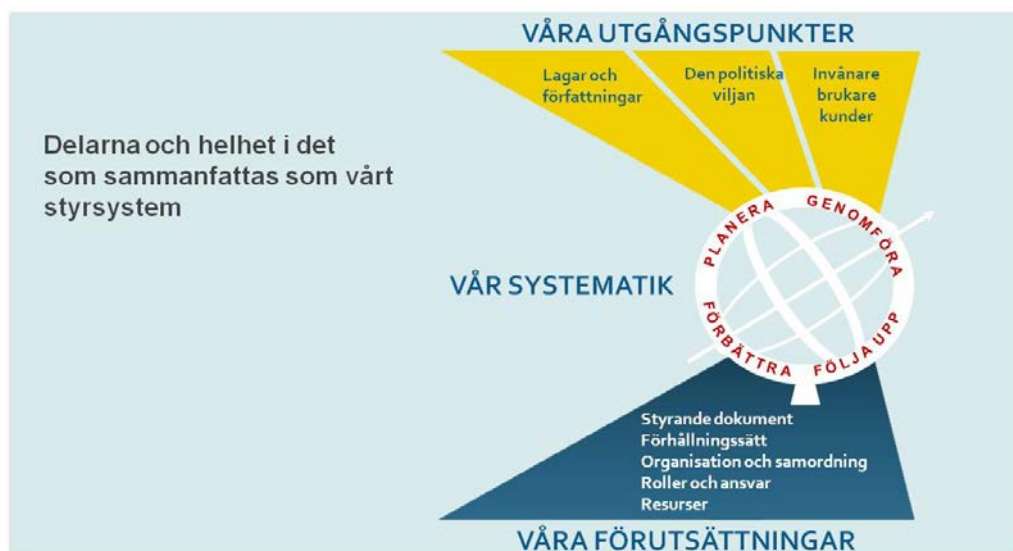 VÅRA UTGÅNGSPUNKTER
Lagar och
författningar
Den politiska
viljan
Invånare
brukare
kunder
Delarna och helhet i det
som sammanfattas som vårt
styrsystem
VÅR SYSTEMATIK
PLANERA
GENOMFÖRA
FÖLJA UPP
FÖRBÄTTRA
Styrande dokument
Förhållningssätt
Organisation och samordning
Roller och ansvar
Resurser
VÅRA FÖRUTSÄTTNINGAR